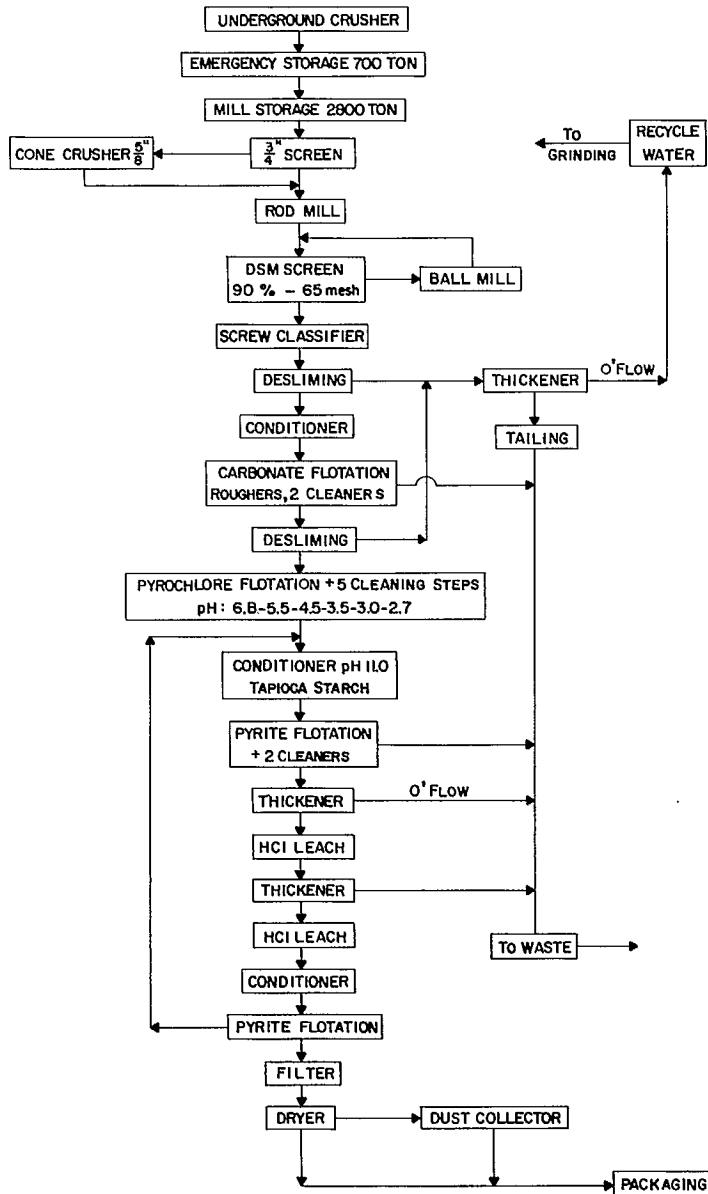 UNDERGROUND CRUSHER
EMERGENCY STORAGE 700 TON
MILL STORAGE 2800 TON
CONE CRUSHER 5/8"
3/4" SCREEN
TO
GRINDING
RECYCLE
WATER
ROD MILL
DSM SCREEN
90 % - 65 mesh
BALL MILL
SCREW CLASSIFIER
DESLIMING
THICKENER
O'FLOW
CONDITIONER
TAILING
CARBONATE FLOTATION
ROUGHERS, 2 CLEANERS
DESLIMING
PYROCHLORE FLOTATION +5 CLEANING STEPS
pH: 6.8-5.5-4.5-3.5-3.0-2.7
CONDITIONER pH 11.0
TAPIOCA STARCH
PYRITE FLOTATION
+ 2 CLEANERS
THICKENER
O'FLOW
HCl LEACH
THICKENER
HCl LEACH
TO WASTE
CONDITIONER
PYRITE FLOTATION
FILTER
DRYER
DUST COLLECTOR
PACKAGING